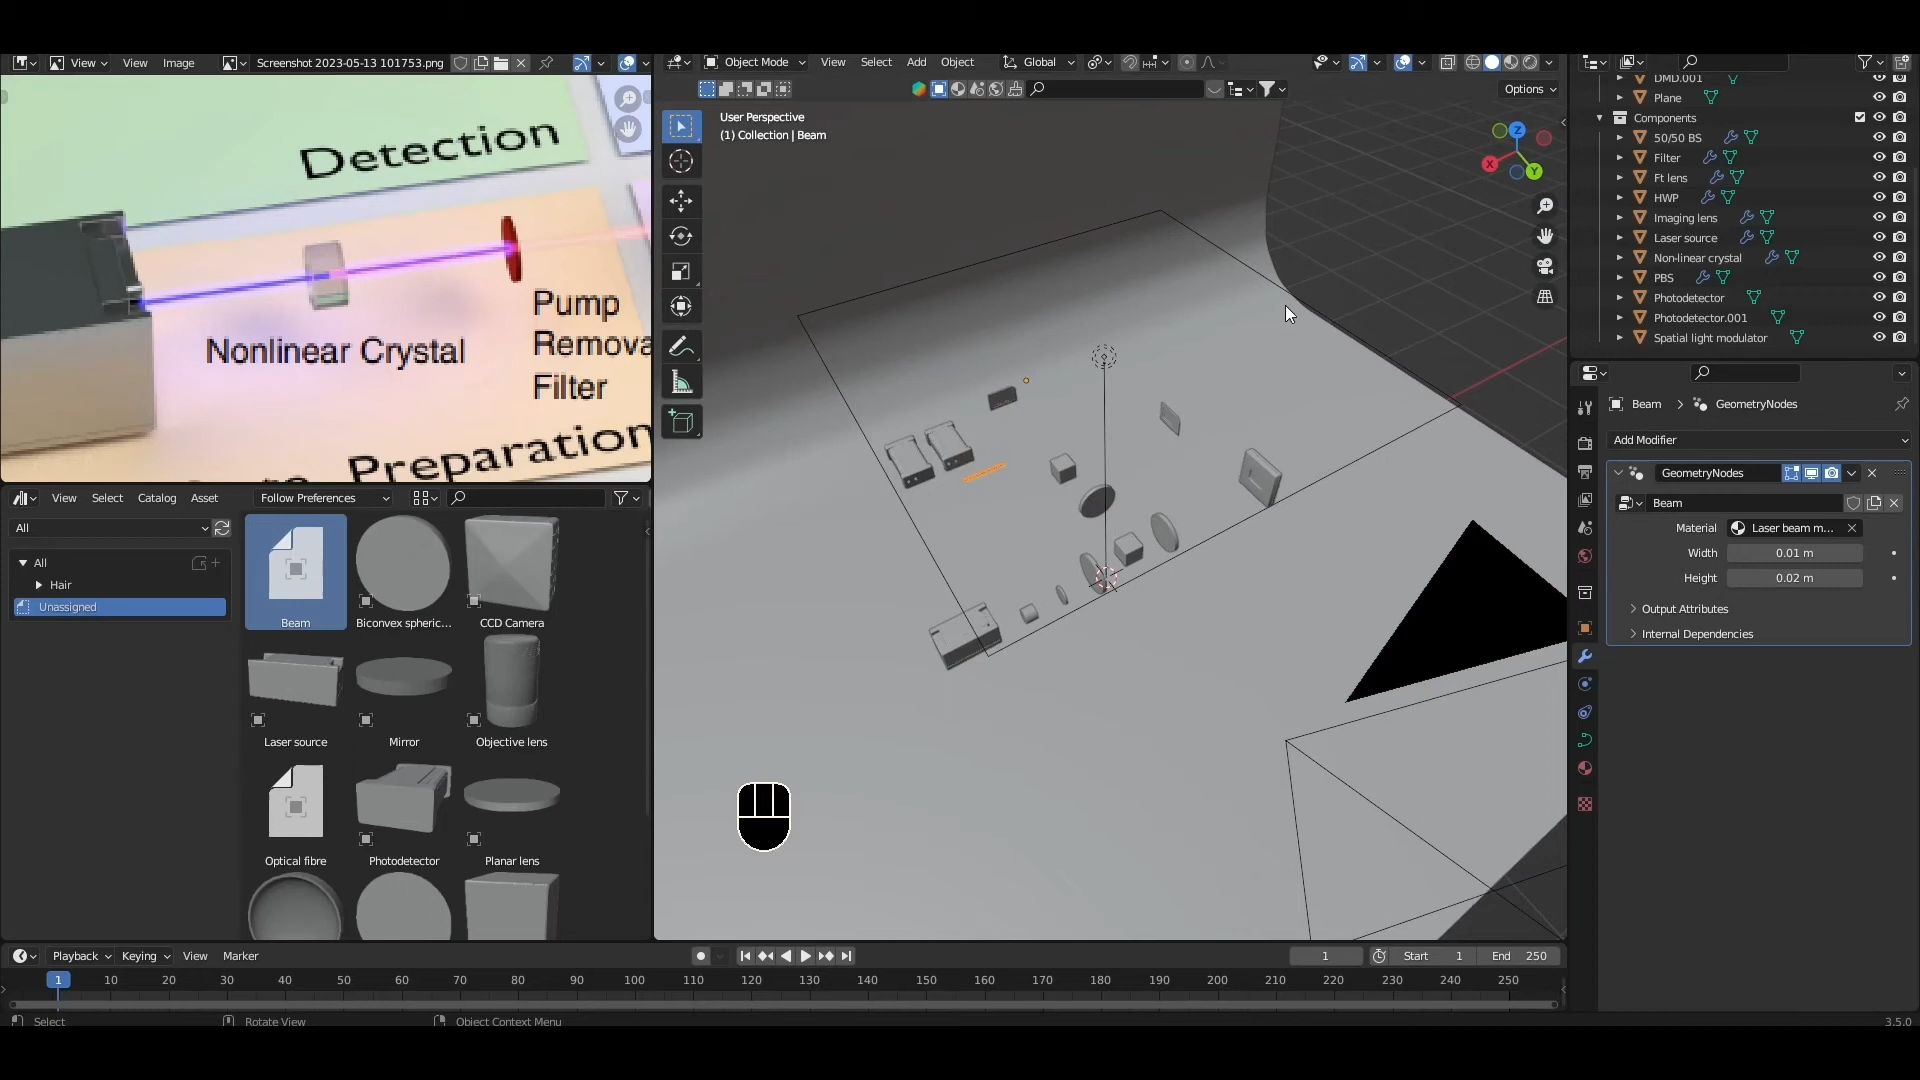 View
View
Image
Screenshot 2023-05-13 101753.png
Detection
Nonlinear Crystal
Pump
Remova
Filter
Preparation
Object Mode
View
Select
Add
Object
Global
Options
User Perspective
(1) Collection | Beam
Z
X
Y
DMD.001
Plane
Components
50/50 BS
Filter
Ft lens
HWP
Imaging lens
Laser source
Non-linear crystal
PBS
Photodetector
Photodetector.001
Spatial light modulator
Beam
GeometryNodes
Add Modifier
GeometryNodes
Beam
Material
Laser beam m...
Width
0.01 m
Height
0.02 m
Output Attributes
Internal Dependencies
View
Select
Catalog
Asset
Follow Preferences
All
All
Hair
Unassigned
Beam
Biconvex spheric...
CCD Camera
Laser source
Mirror
Objective lens
Optical fibre
Photodetector
Planar lens
Playback
Keying
View
Marker
1
Start 1
End 250
1 10 20 30 40 50 60 70 80 90 100 110 120 130 140 150 160 170 180 190 200 210 220 230 240 250
Select
Rotate View
Object Context Menu
3.5.0